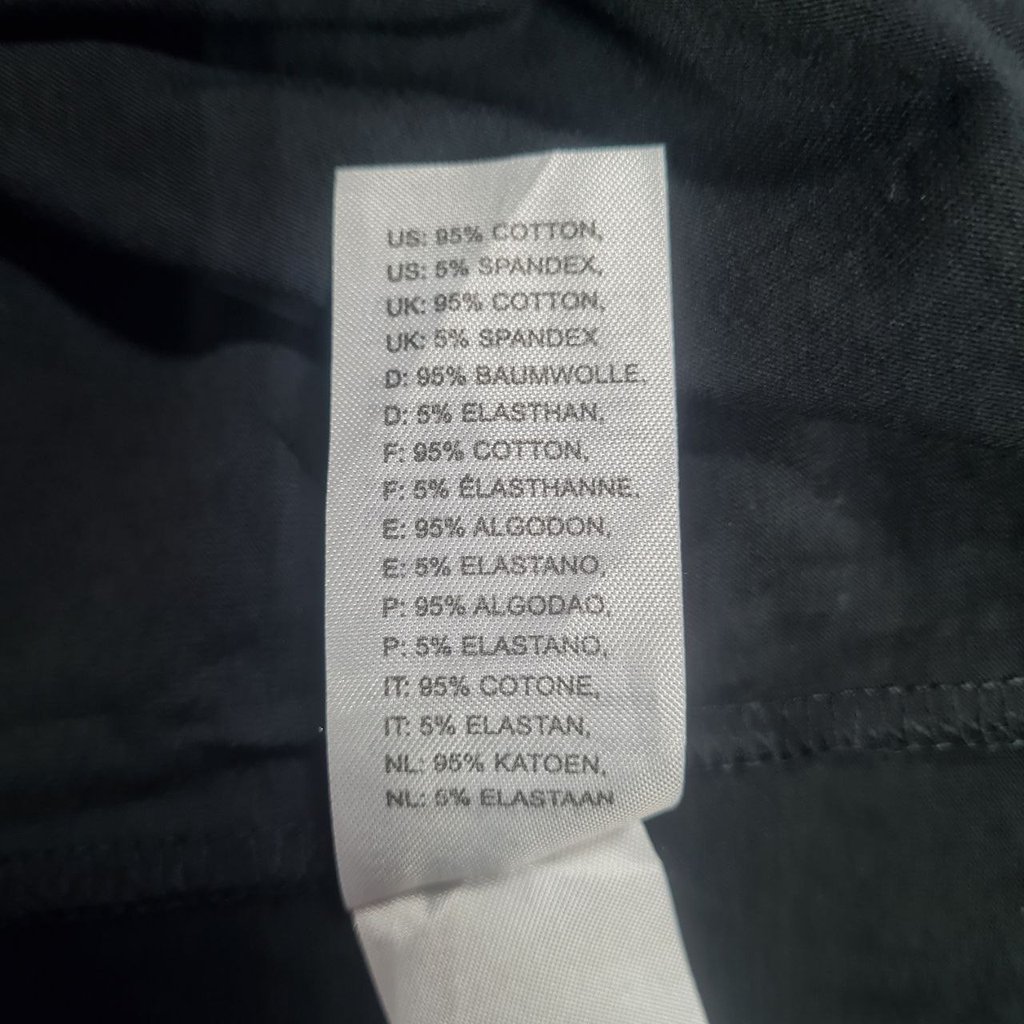 US: 95% COTTON,
US: 5% SPANDEX,
UK: 95% COTTON,
UK: 5% SPANDEX
D: 95% BAUMWOLLE,
D: 5% ELASTHAN,
F: 95% COTTON,
F: 5% ÉLASTHANNE,
E: 95% ALGODON,
E: 5% ELASTANO,
P: 95% ALGODAO,
P: 5% ELASTANO,
IT: 95% COTONE,
IT: 5% ELASTAN,
NL: 95% KATOEN,
NL: 5% ELASTAAN